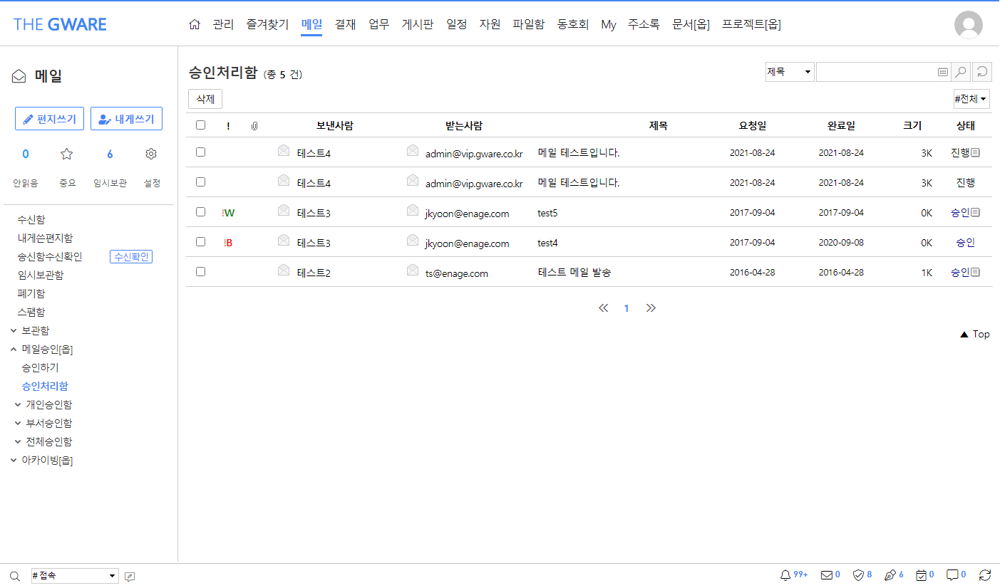 THE GWARE 관리 즐겨찾기 메일 결재 업무 게시판 일정 자원 파일함 동호회 My 주소록 문서[옵] 프로젝트[옵]
메일
편지쓰기 내게쓰기
0 6
안읽음 중요 임시보관 설정
수신함
내게쓴편지함
송신함수신확인 수신확인
임시보관함
폐기함
스팸함
보관함
메일승인[옵]
승인하기
승인처리함
개인승인함
부서승인함
전체승인함
아카이빙[옵]
승인처리함 (총 5 건) 제목
삭제 #전체
! 보낸사람 받는사람 제목 요청일 완료일 크기 상태
테스트4 admin@vip.gware.co.kr 메일 테스트입니다. 2021-08-24 2021-08-24 3K 진행
테스트4 admin@vip.gware.co.kr 메일 테스트입니다. 2021-08-24 2021-08-24 3K 진행
!W 테스트3 jkyoon@enage.com test5 2017-09-04 2017-09-04 0K 승인
!B 테스트3 jkyoon@enage.com test4 2017-09-04 2020-09-08 0K 승인
테스트2 ts@enage.com 테스트 메일 발송 2016-04-28 2016-04-28 1K 승인
1
▲ Top
# 접속 99+ 0 8 6 0 0